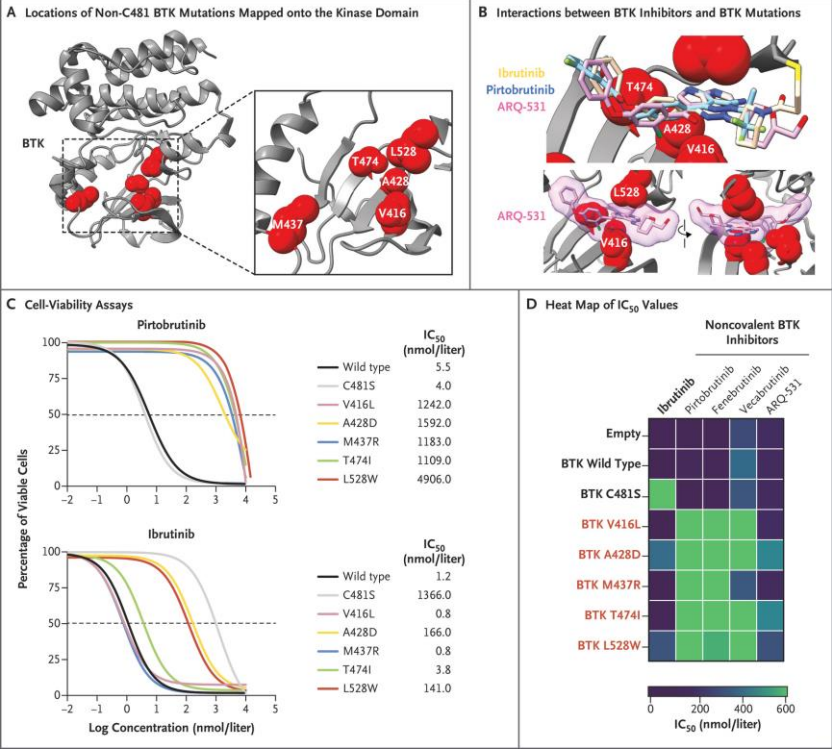 A Locations of Non-C481 BTK Mutations Mapped onto the Kinase Domain
BTK
T474
L528
A428
V416
M437
B Interactions between BTK Inhibitors and BTK Mutations
Ibrutinib
Pirtobrutinib
ARQ-531
T474
A428
V416
ARQ-531
L528
V416
C Cell-Viability Assays
Pirtobrutinib
Percentage of Viable Cells
100
75
50
25
0
−2 −1 0 1 2 3 4 5
IC50
(nmol/liter)
Wild type 5.5
C481S 4.0
V416L 1242.0
A428D 1592.0
M437R 1183.0
T474I 1109.0
L528W 4906.0
Ibrutinib
100
75
50
25
0
−2 −1 0 1 2 3 4 5
Log Concentration (nmol/liter)
IC50
(nmol/liter)
Wild type 1.2
C481S 1366.0
V416L 0.8
A428D 166.0
M437R 0.8
T474I 3.8
L528W 141.0
D Heat Map of IC50 Values
Noncovalent BTK
Inhibitors
Ibrutinib
Pirtobrutinib
Fenebrutinib
Vecabrutinib
ARQ-531
Empty
BTK Wild Type
BTK C481S
BTK V416L
BTK A428D
BTK M437R
BTK T474I
BTK L528W
0 200 400 600
IC50 (nmol/liter)